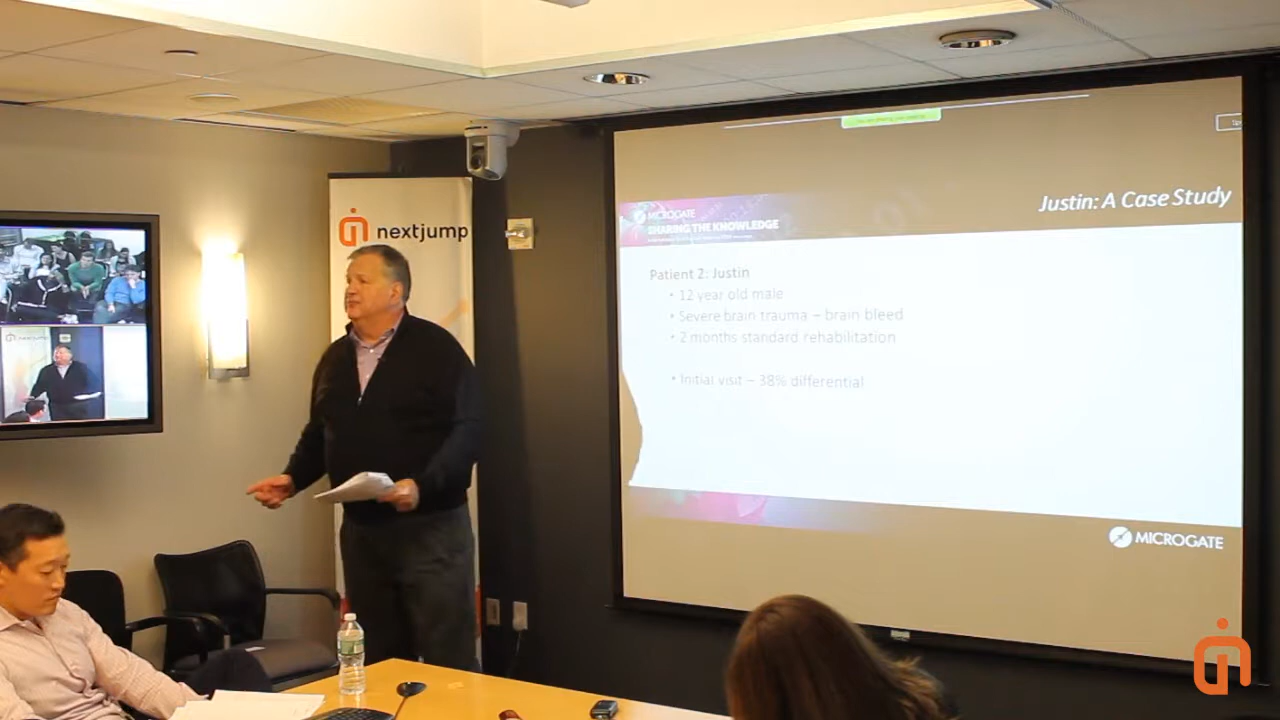 nextjump
Justin: A Case Study
MICROGATE
SHARING THE KNOWLEDGE
Patient 2: Justin
• 12 year old male
• Severe brain trauma – brain bleed
• 2 months standard rehabilitation
• Initial visit – 38% differential
MICROGATE
nextjump